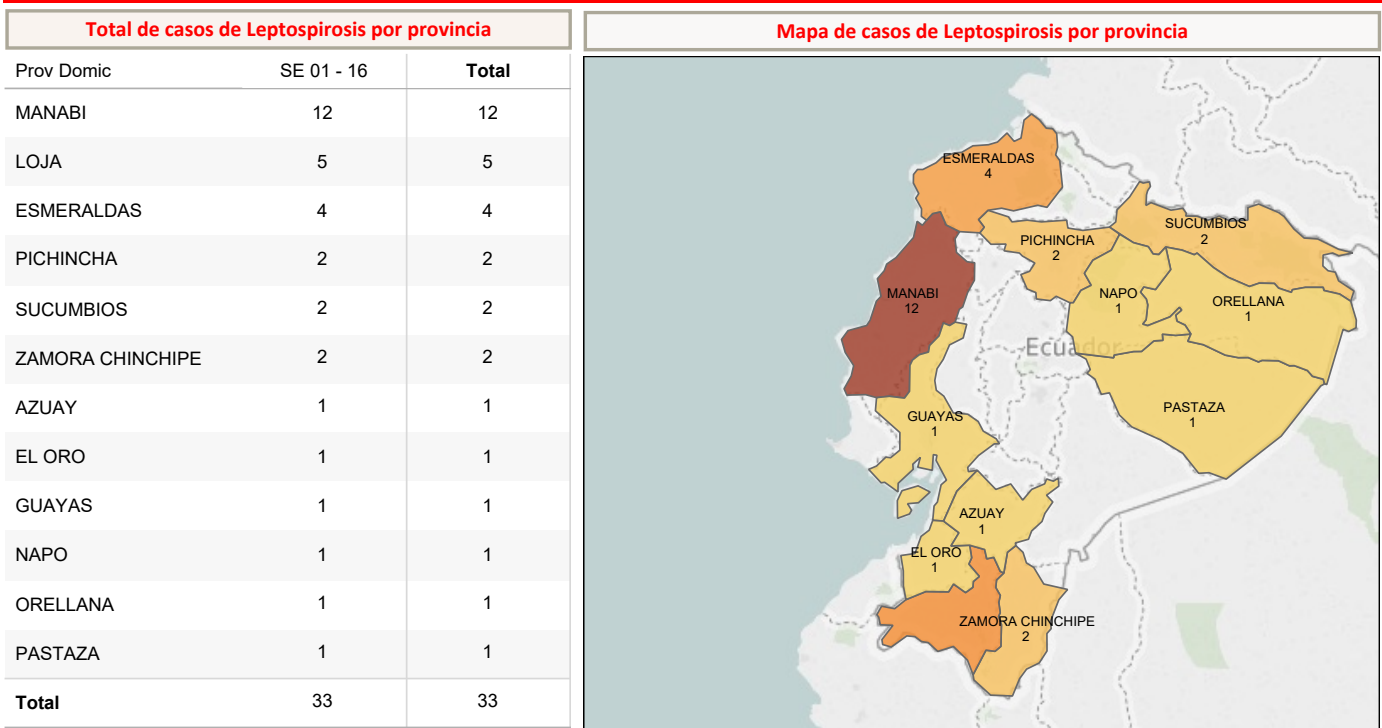 Total de casos de Leptospirosis por provincia
Prov Domic SE 01 - 16 Total
MANABI 12 12
LOJA 5 5
ESMERALDAS 4 4
PICHINCHA 2 2
SUCUMBIOS 2 2
ZAMORA CHINCHIPE 2 2
AZUAY 1 1
EL ORO 1 1
GUAYAS 1 1
NAPO 1 1
ORELLANA 1 1
PASTAZA 1 1
Total 33 33
Mapa de casos de Leptospirosis por provincia
ESMERALDAS
4
SUCUMBIOS
2
PICHINCHA
2
MANABI
12
NAPO
1
ORELLANA
1
Ecuador
PASTAZA
1
GUAYAS
1
AZUAY
1
EL ORO
1
ZAMORA CHINCHIPE
2